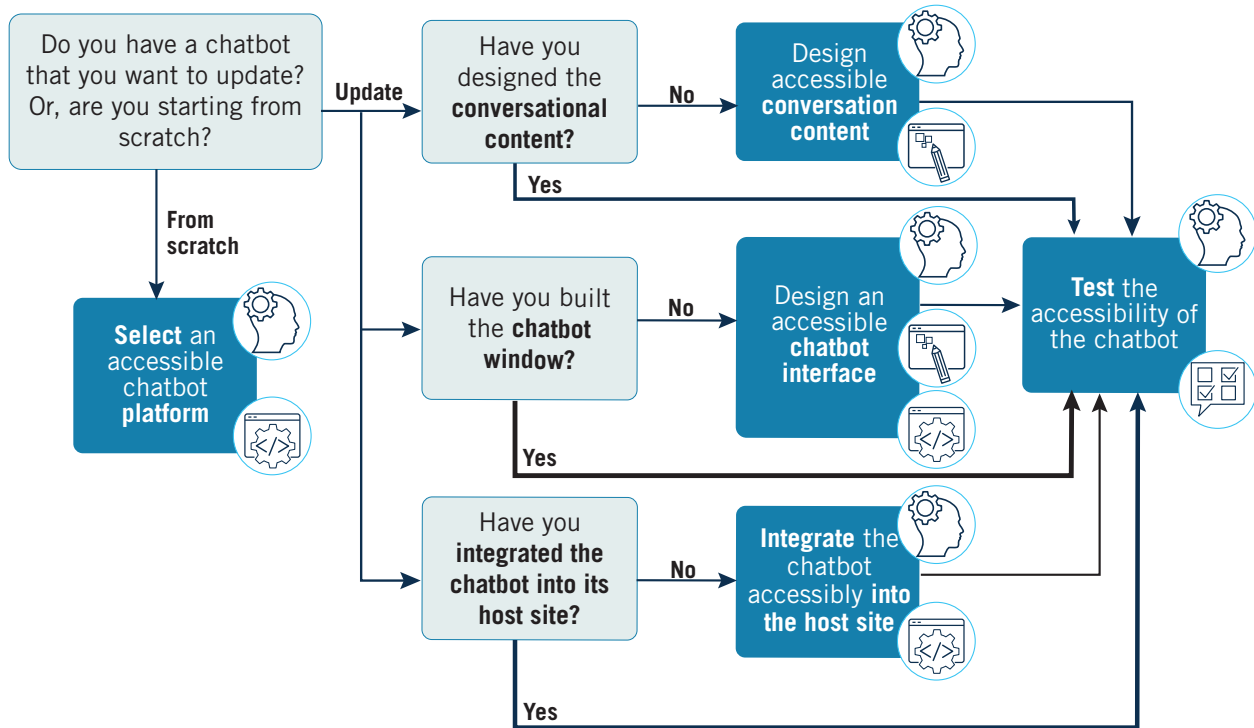 Do you have a chatbot
that you want to update?
Or, are you starting from
scratch?
Update
From
scratch
Select an
accessible
chatbot
platform
</>
Have you
designed the
conversational
content?
No
Yes
Design
accessible
conversation
content
Have you built
the chatbot
window?
No
Yes
Design an
accessible
chatbot
interface
</>
Have you
integrated the
chatbot into its
host site?
No
Yes
Integrate the
chatbot
accessibly into
the host site
</>
Test the
accessibility of
the chatbot